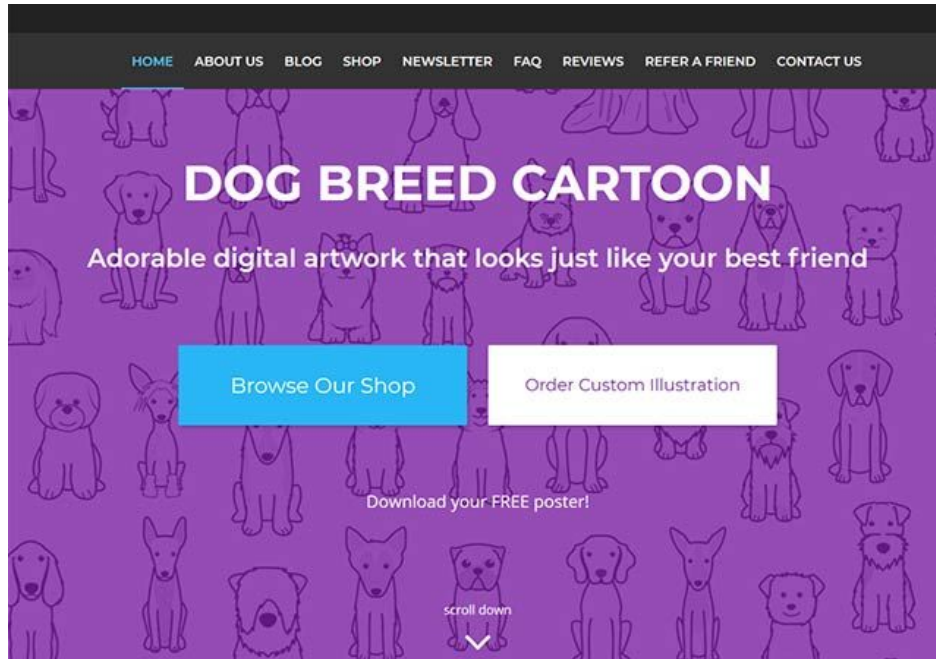 HOME ABOUT US BLOG SHOP NEWSLETTER FAQ REVIEWS REFER A FRIEND CONTACT US
DOG BREED CARTOON
Adorable digital artwork that looks just like your best friend
Browse Our Shop
Order Custom Illustration
Download your FREE poster!
scroll down